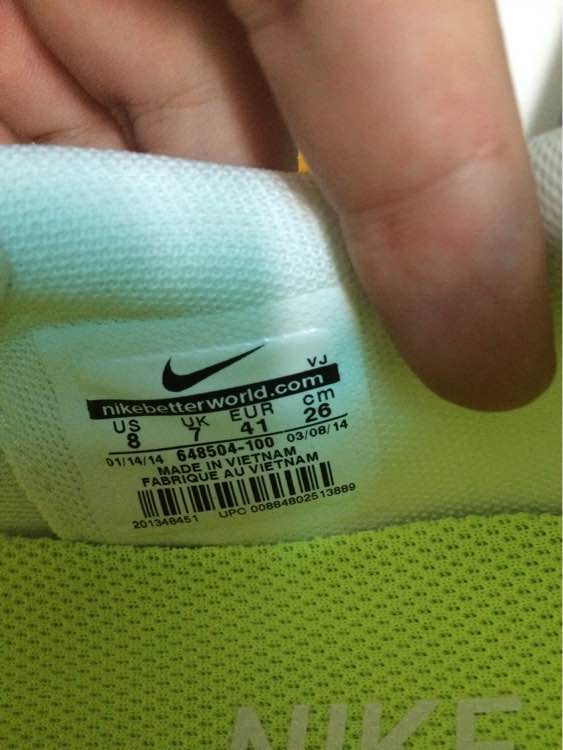 VJ
nikebetterworld.com
US UK EUR cm
8 7 41 26
01/14/14 648504-100 03/08/14
MADE IN VIETNAM
FABRIQUE AU VIETNAM
201348451 UPC 00884802513889
NIKE